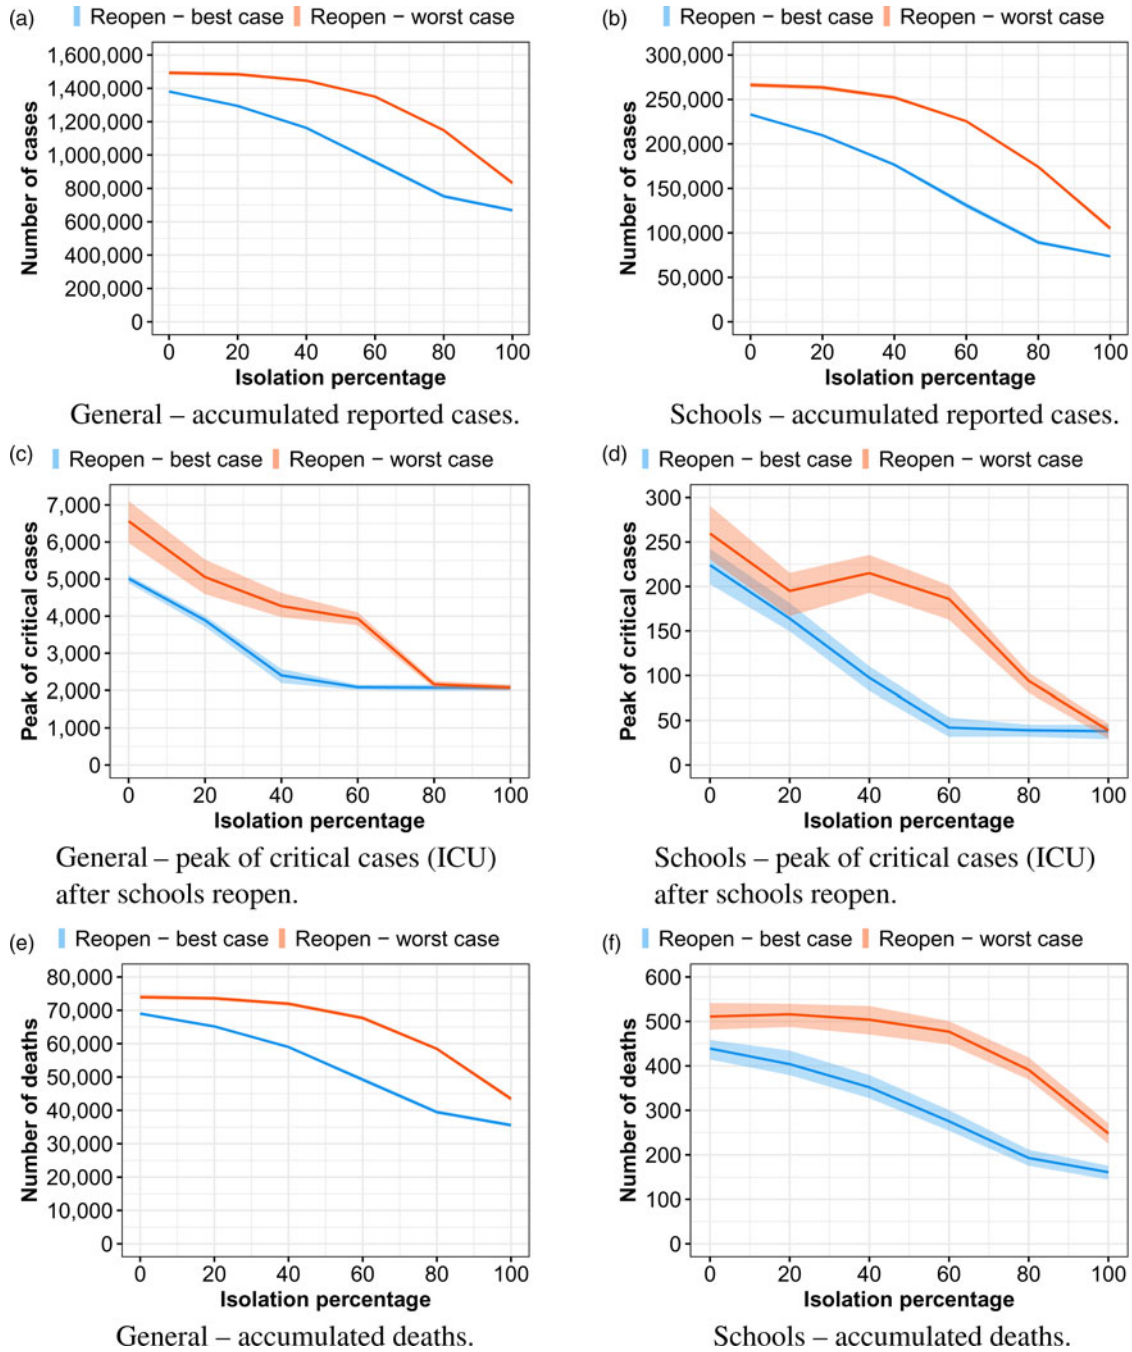 (a) Reopen – best case Reopen – worst case
1,600,000
1,400,000
1,200,000
1,000,000
800,000
600,000
400,000
200,000
0
Number of cases
0 20 40 60 80 100
Isolation percentage
General – accumulated reported cases.
(b) Reopen – best case Reopen – worst case
300,000
250,000
200,000
150,000
100,000
50,000
0
Number of cases
0 20 40 60 80 100
Isolation percentage
Schools – accumulated reported cases.
(c) Reopen – best case Reopen – worst case
7,000
6,000
5,000
4,000
3,000
2,000
1,000
0
Peak of critical cases
0 20 40 60 80 100
Isolation percentage
General – peak of critical cases (ICU)
after schools reopen.
(d) Reopen – best case Reopen – worst case
300
250
200
150
100
50
0
Peak of critical cases
0 20 40 60 80 100
Isolation percentage
Schools – peak of critical cases (ICU)
after schools reopen.
(e) Reopen – best case Reopen – worst case
80,000
70,000
60,000
50,000
40,000
30,000
20,000
10,000
0
Number of deaths
0 20 40 60 80 100
Isolation percentage
General – accumulated deaths.
(f) Reopen – best case Reopen – worst case
600
500
400
300
200
100
0
Number of deaths
0 20 40 60 80 100
Isolation percentage
Schools – accumulated deaths.